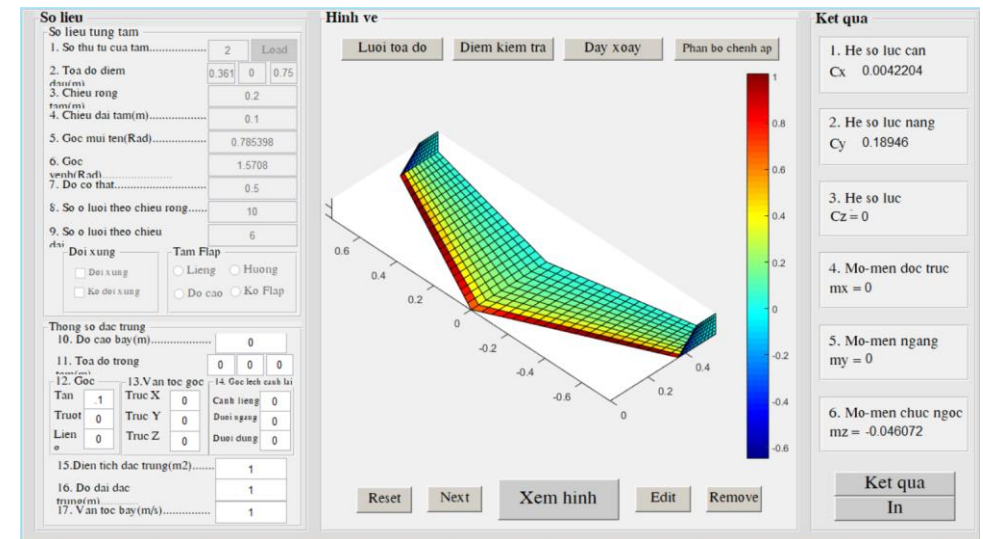 So lieu
So lieu tung tam
1. So thu tu cua tam.................. 2 Load
2. Toa do diem
dau(m) 0.361 0 0.75
3. Chieu rong
tam(m) 0.2
4. Chieu dai tam(m)............... 0.1
5. Goc mui ten(Rad)............... 0.785398
6. Goc
venh(Rad)...................... 1.5708
7. Do co that......................... 0.5
8. So o luoi theo chieu rong...... 10
9. So o luoi theo chieu
dai 6
Doi xung
Doi xung
Ko doi xung
Tam Flap
Lieng Huong
Do cao Ko Flap
Thong so dac trung
10. Do cao bay(m).................. 0
11. Toa do trong
tam(m) 0 0 0
12. Goc
Tan .1
Truot 0
Lien 0
13.Van toc goc
Truc X 0
Truc Y 0
Truc Z 0
14. Goc lech canh lai
Canh lieng 0
Duoi ngang 0
Duoi dung 0
15.Dien tich dac trung(m2)....... 1
16. Do dai dac
trung(m) 1
17. Van toc bay(m/s)............... 1
Hinh ve
Luoi toa do Diem kiem tra Day xoay Phan bo chenh ap
1
0.8
0.6
0.4
0.2
0
-0.2
-0.4
-0.6
0.6
0.4
0.2
0
-0.2
-0.4
-0.6
0
0.2
0.4
Reset Next Xem hinh Edit Remove
Ket qua
1. He so luc can
Cx 0.0042204
2. He so luc nang
Cy 0.18946
3. He so luc
Cz = 0
4. Mo-men doc truc
mx = 0
5. Mo-men ngang
my = 0
6. Mo-men chuc ngoc
mz = -0.046072
Ket qua
In